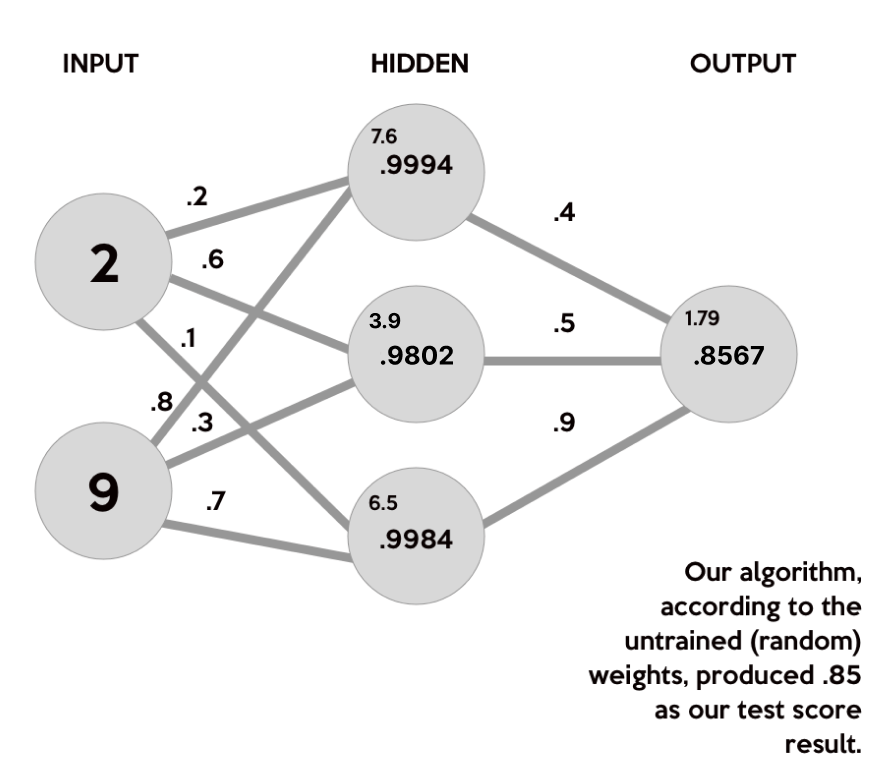 INPUT
HIDDEN
OUTPUT
7.6
.9994
.2
.4
2
.6
3.9
.9802
.5
1.79
.8567
.1
.8
.3
.9
9
.7
6.5
.9984
Our algorithm,
according to the
untrained (random)
weights, produced .85
as our test score
result.